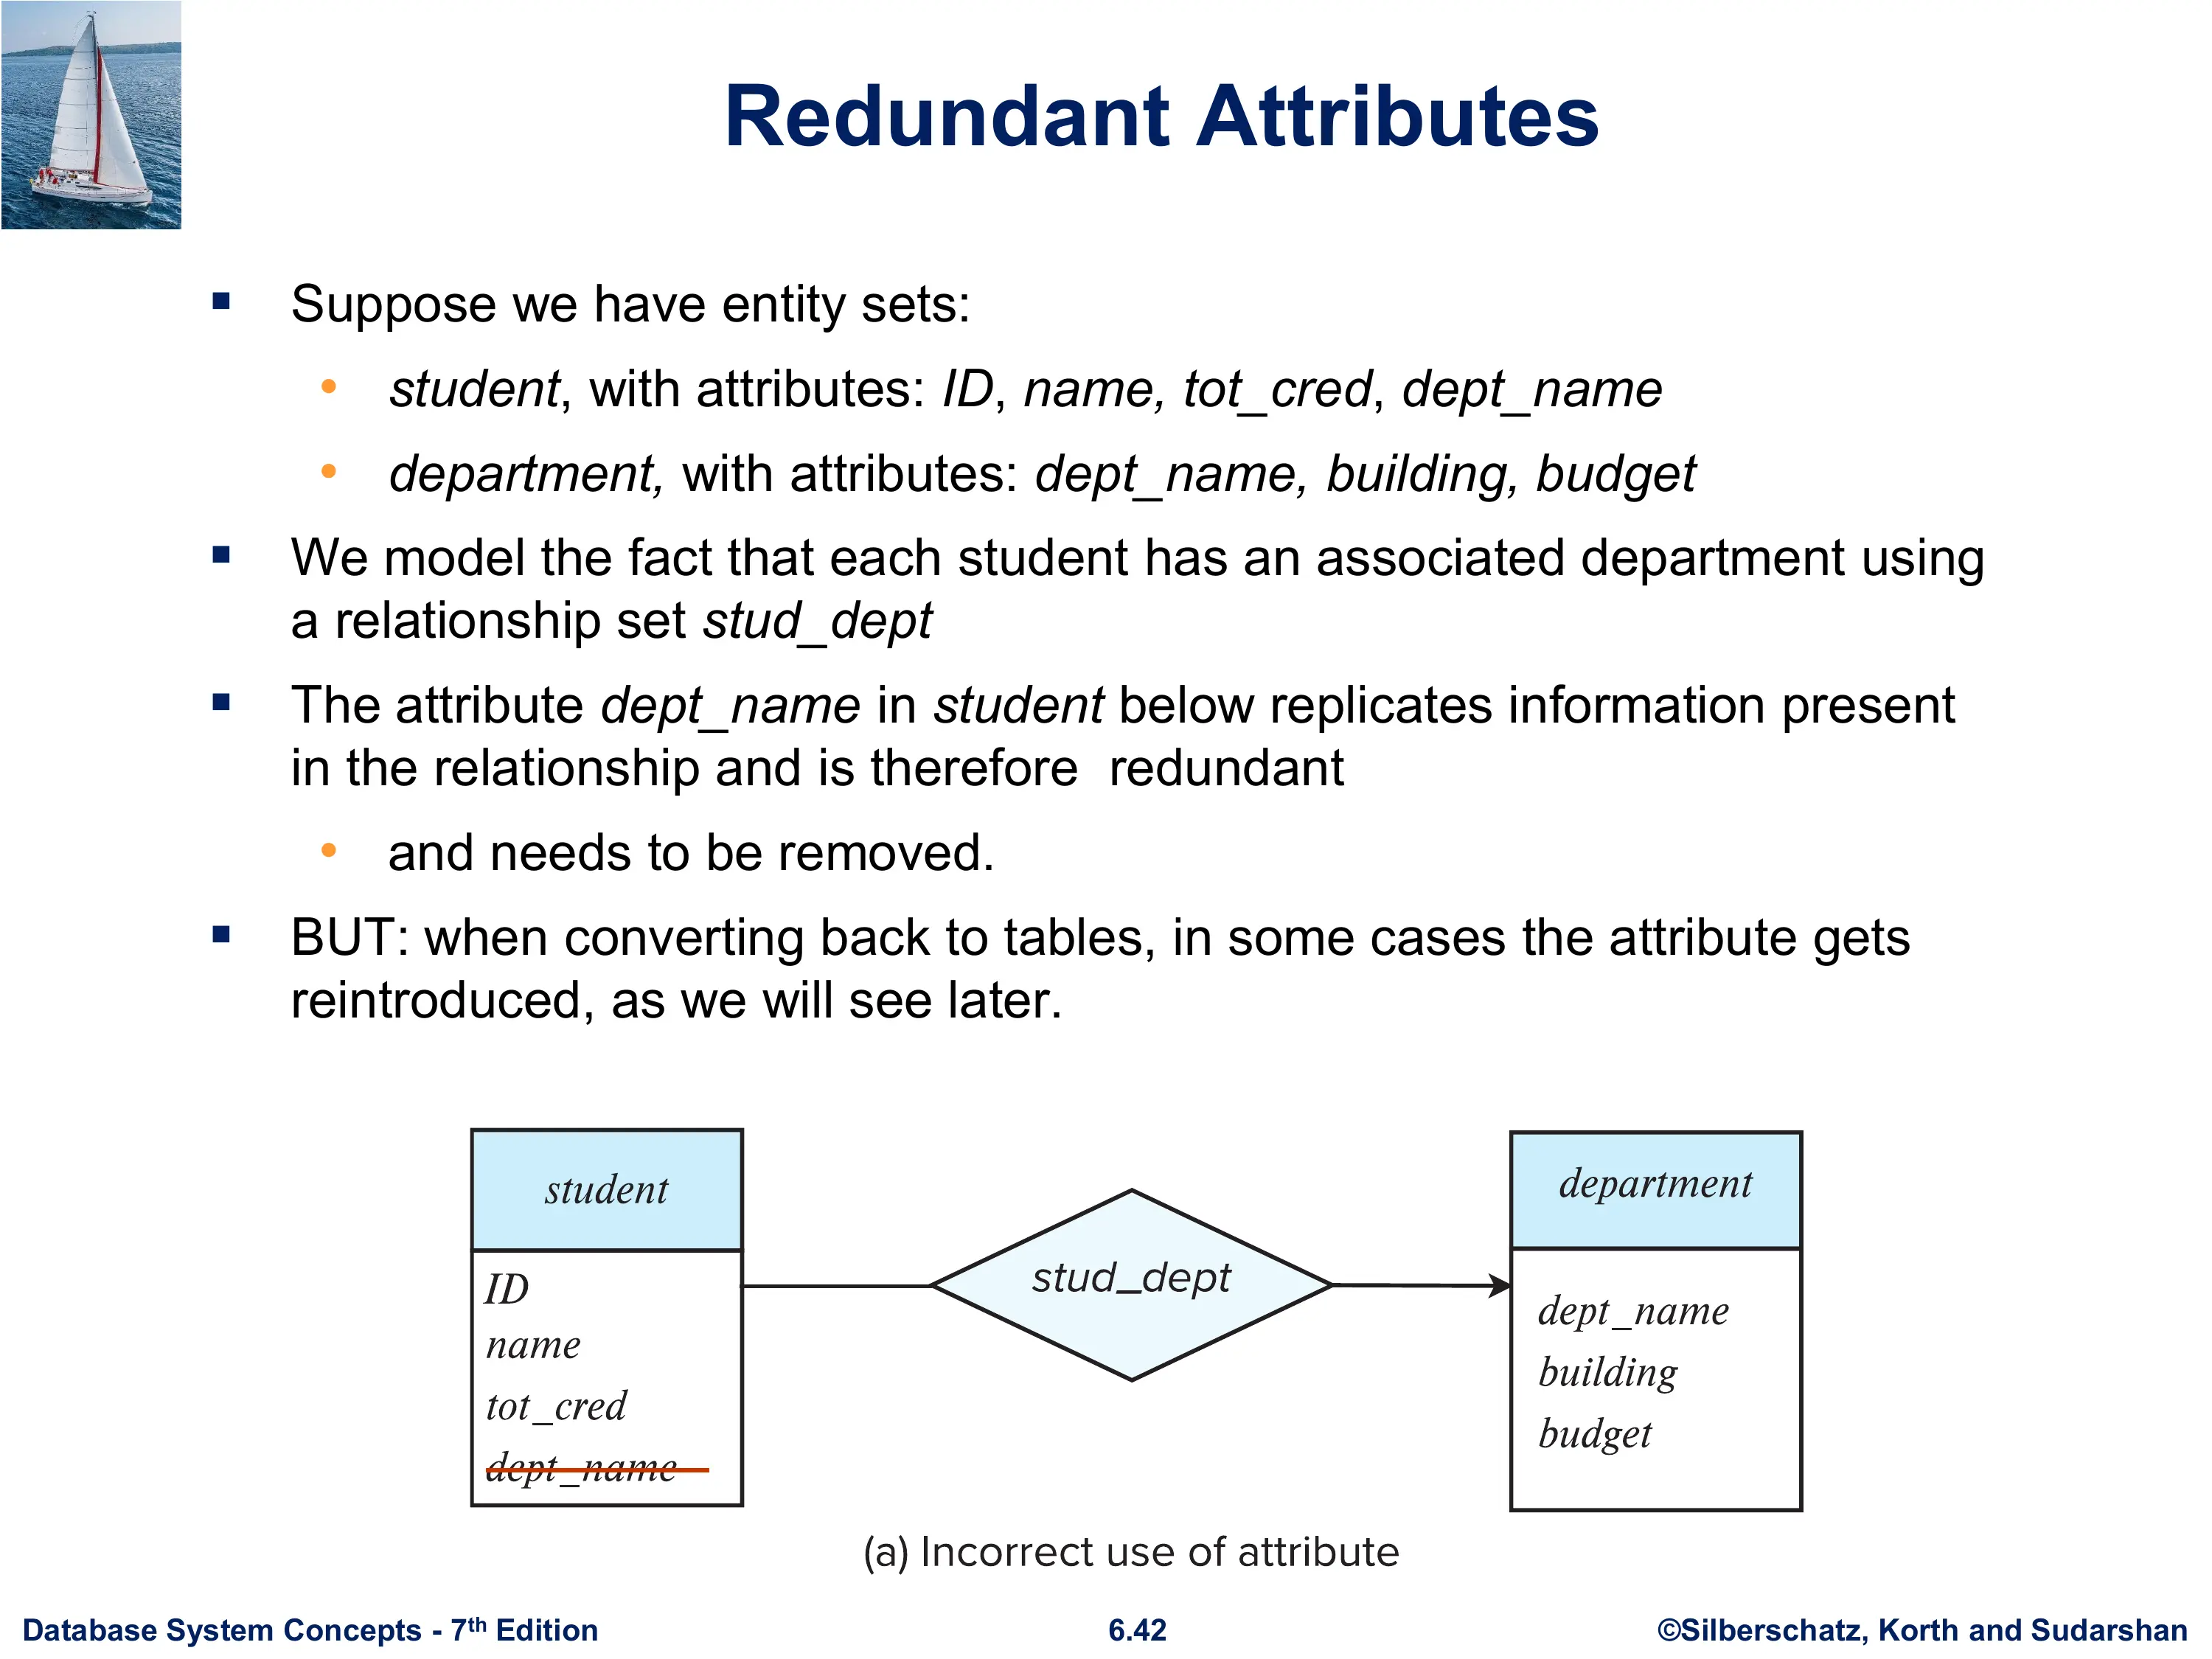 Redundant Attributes
Suppose we have entity sets:
student, with attributes: ID, name, tot_cred, dept_name
department, with attributes: dept_name, building, budget
We model the fact that each student has an associated department using
a relationship set stud_dept
The attribute dept_name in student below replicates information present
in the relationship and is therefore redundant
and needs to be removed.
BUT: when converting back to tables, in some cases the attribute gets
reintroduced, as we will see later.
student
ID
name
tot_cred
dept_name
stud_dept
department
dept_name
building
budget
(a) Incorrect use of attribute
Database System Concepts - 7th Edition
6.42
©Silberschatz, Korth and Sudarshan